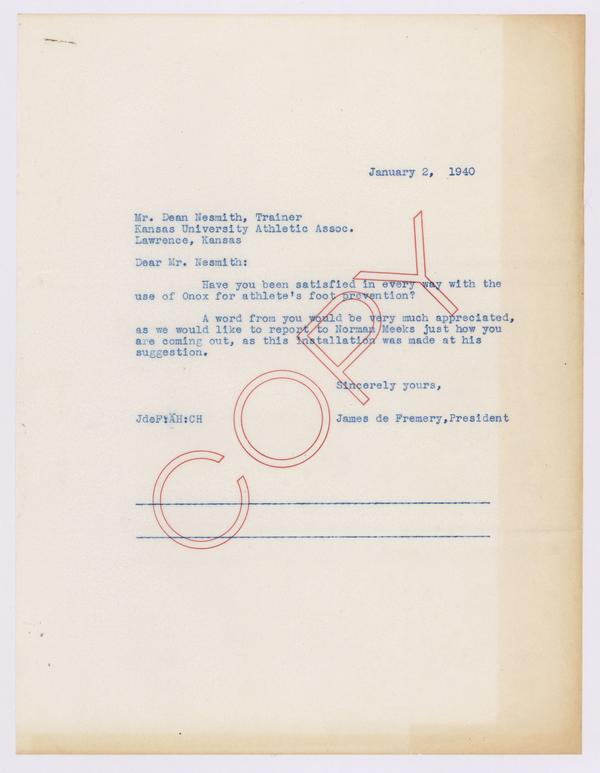 January 2, 1940
Mr. Dean Nesmith, Trainer
Kansas University Athletic Assoc.
Lawrence, Kansas
Dear Mr. Nesmith:
Have you been satisfied in every way with the
use of Onox for athlete's foot prevention?
A word from you would be very much appreciated,
as we would like to report to Norman Meeks just how you
are coming out, as this installation was made at his
suggestion.
Sincerely yours,
JdeF:AH:CH James de Fremery,President
COPY